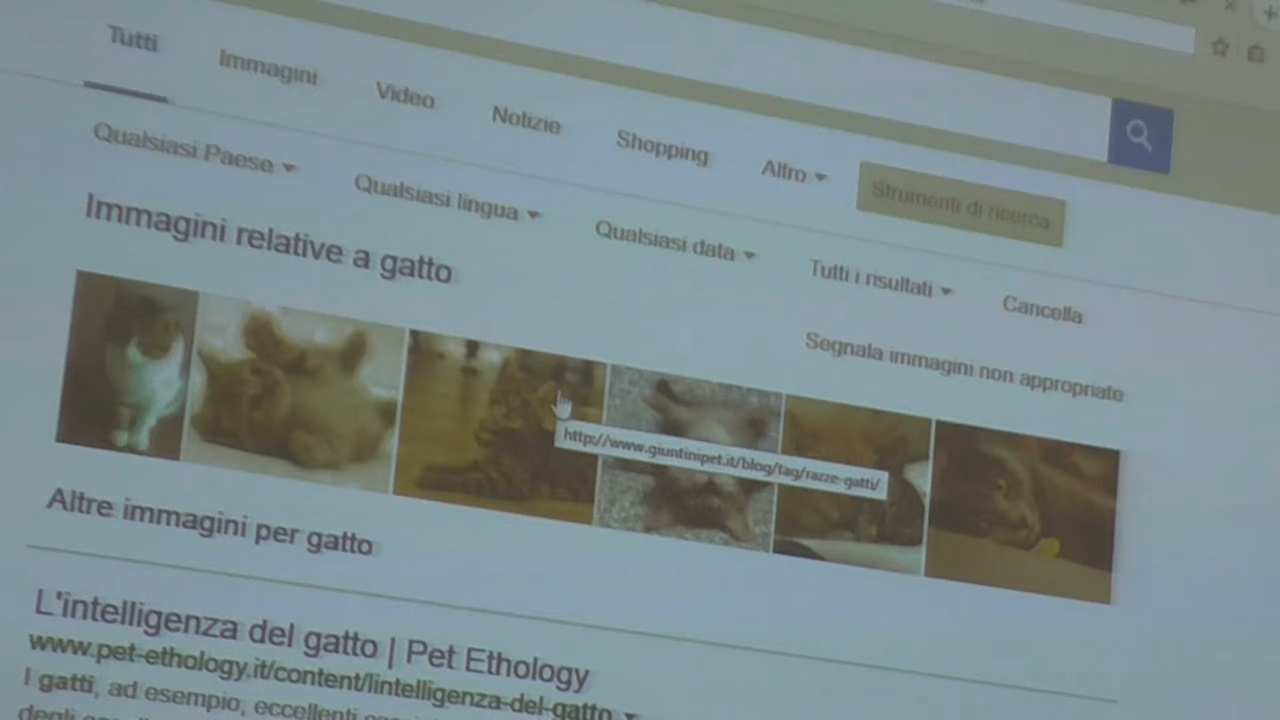 Tutti Immagini Video Notizie Shopping Altro Strumenti di ricerca
Qualsiasi Paese Qualsiasi lingua Qualsiasi data Tutti i risultati Cancella
Immagini relative a gatto
Segnala immagini non appropriate
http://www.giuntinipet.it/blog/tag/razze-gatti/
Altre immagini per gatto
L'intelligenza del gatto | Pet Ethology
www.pet-ethology.it/content/lintelligenza-del-gatto
I gatti, ad esempio, eccellenti
degli